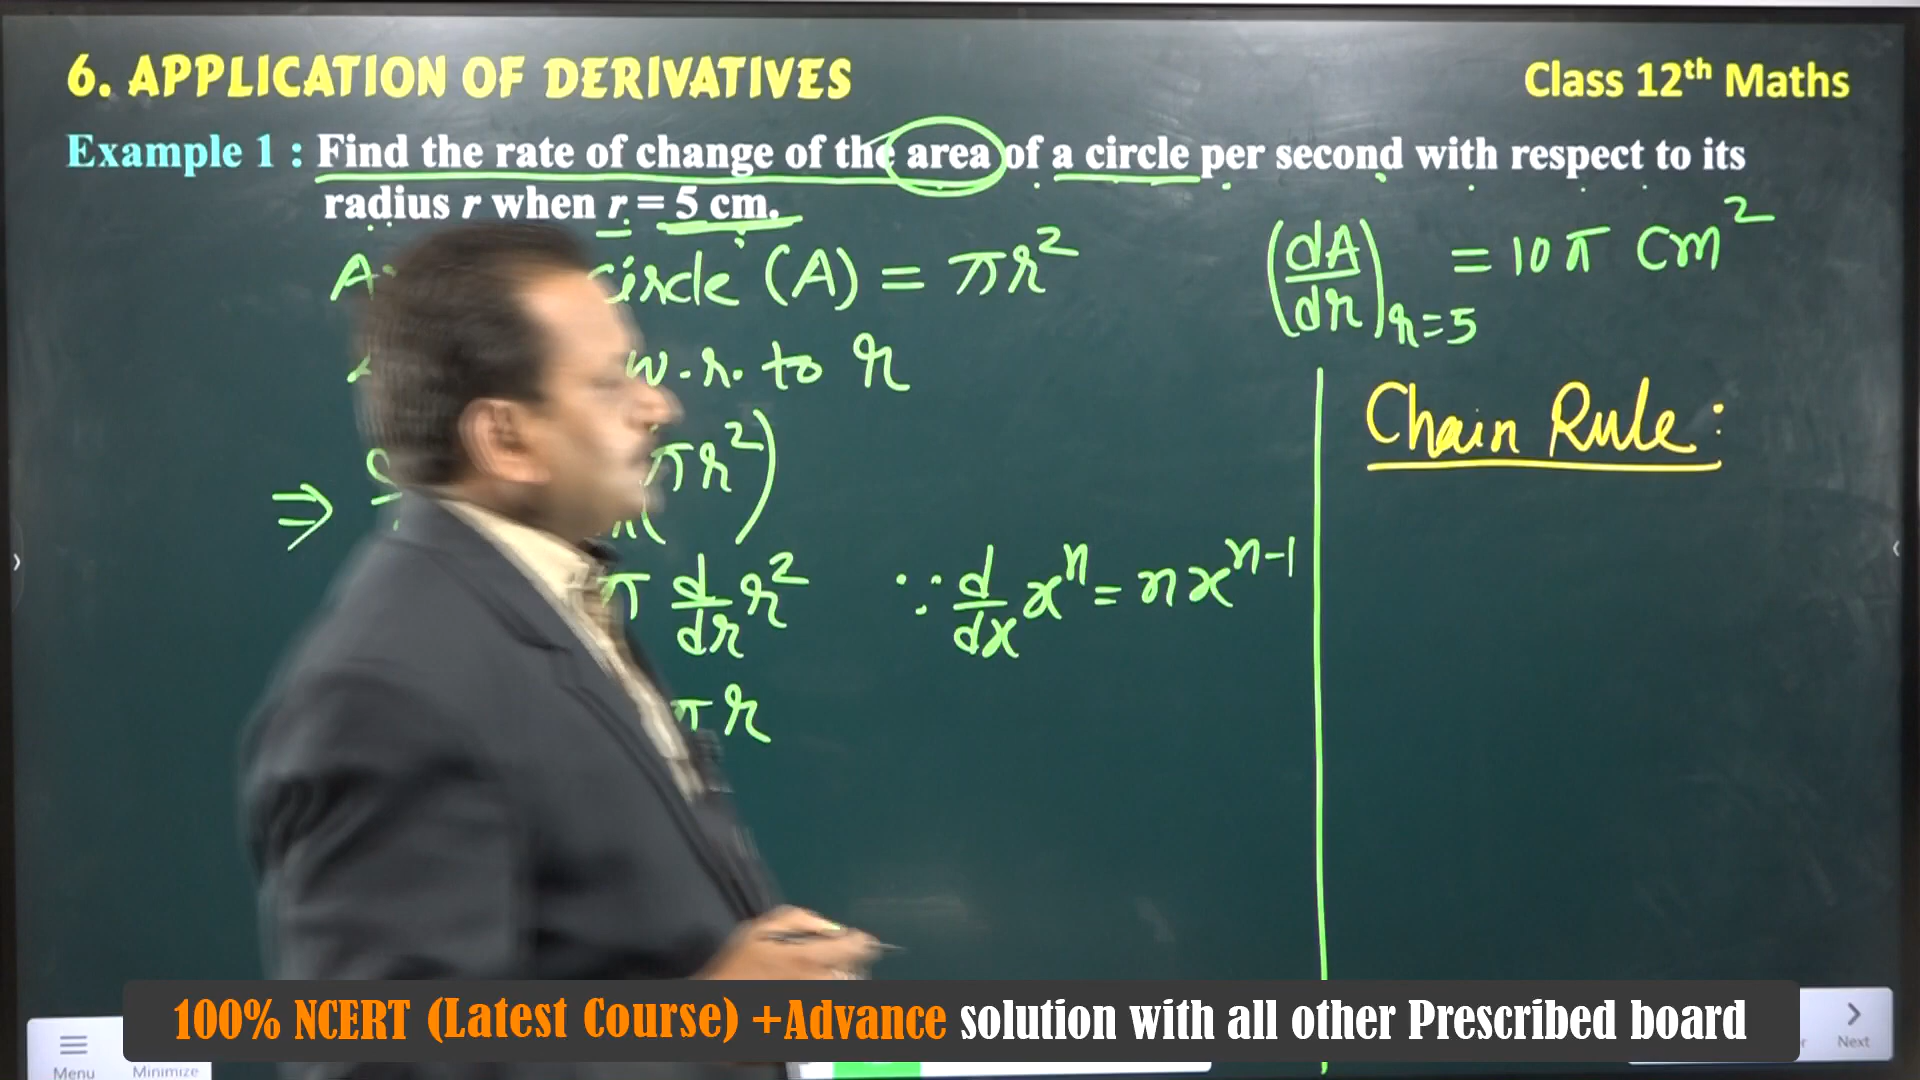 6. APPLICATION OF DERIVATIVES
Class 12th Maths
Example 1 : Find the rate of change of the area of a circle per second with respect to its
radius r when r = 5 cm.
circle (A) = πr²
w.r. to r
⇒ πr²)
π d/dr r² ∵ d/dx xⁿ = nxⁿ⁻¹
πr
(dA/dr)r=5 = 10π cm²
Chain Rule :
100% NCERT (Latest Course) +Advance solution with all other Prescribed board
Menu
Minimize
Next